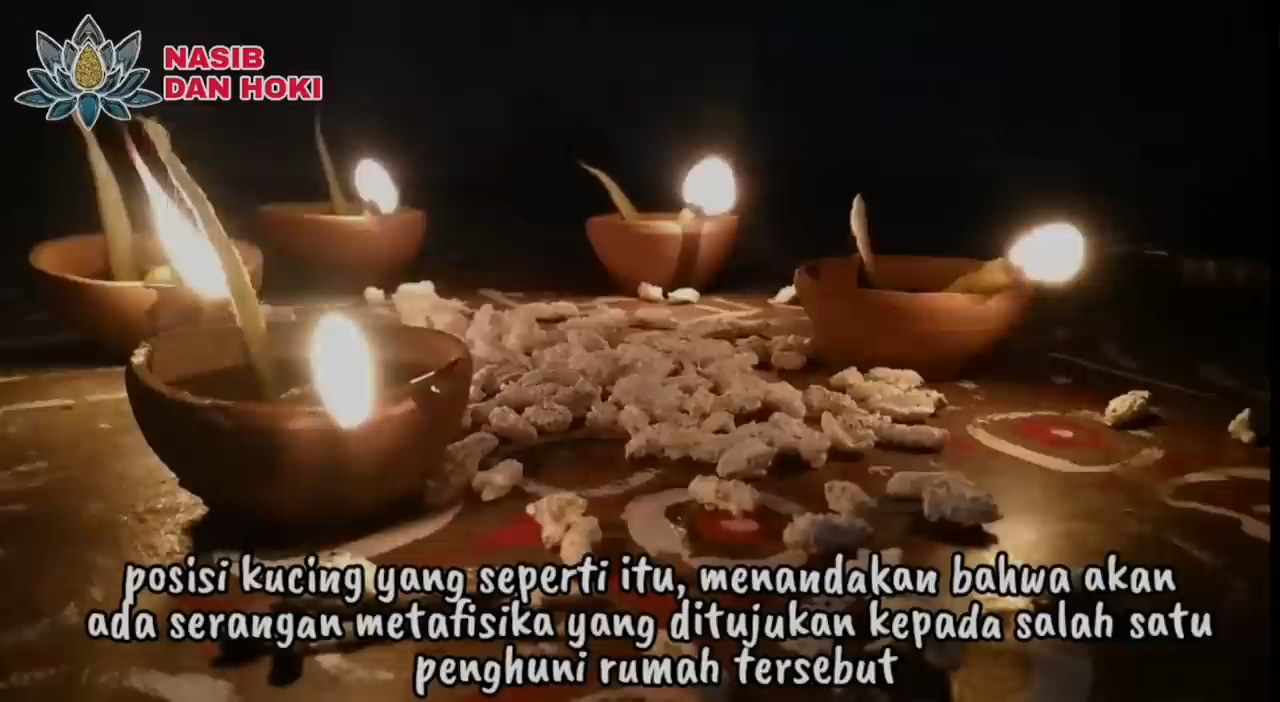 NASIB
DAN HOKI
posisi kucing yang seperti itu, menandakan bahwa akan
ada serangan metafisika yang ditujukan kepada salah satu
penghuni rumah tersebut